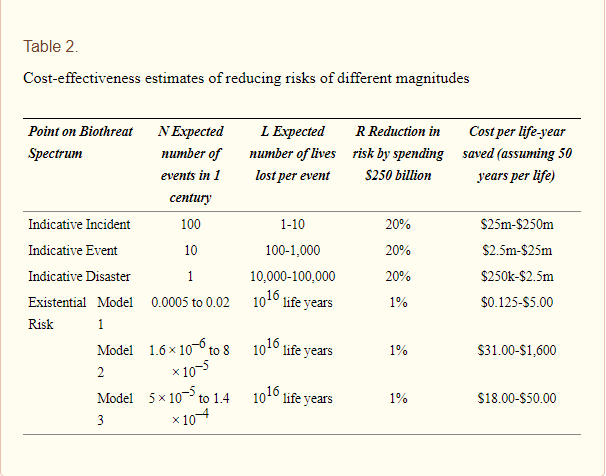 Table 2.
Cost-effectiveness estimates of reducing risks of different magnitudes
Point on Biothreat N Expected L Expected R Reduction in Cost per life-year
Spectrum number of number of lives risk by spending saved (assuming 50
events in 1 lost per event $250 billion years per life)
century
Indicative Incident 100 1-10 20% $25m-$250m
Indicative Event 10 100-1,000 20% $2.5m-$25m
Indicative Disaster 1 10,000-100,000 20% $250k-$2.5m
Existential Model 0.0005 to 0.02 10¹⁶ life years 1% $0.125-$5.00
Risk 1
Model 1.6 × 10⁻⁶ to 8 10¹⁶ life years 1% $31.00-$1,600
2 × 10⁻⁵
Model 5 × 10⁻⁵ to 1.4 10¹⁶ life years 1% $18.00-$50.00
3 × 10⁻⁴